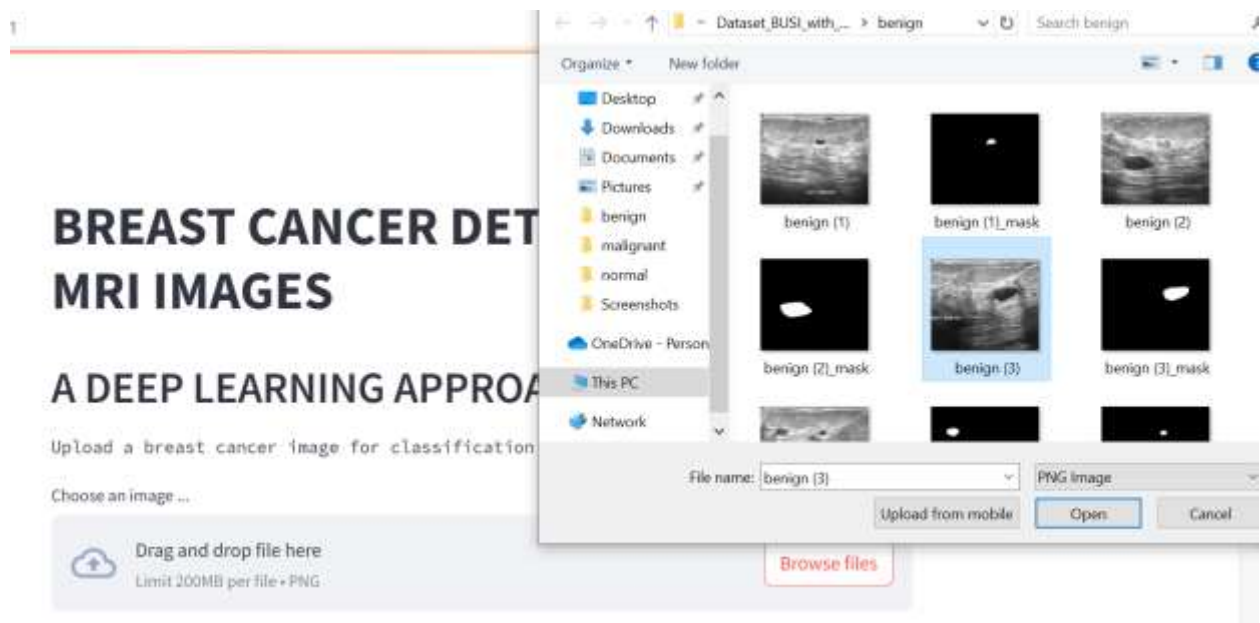 BREAST CANCER DET
MRI IMAGES
A DEEP LEARNING APPROA
Upload a breast cancer image for classification
Choose an image ...
Drag and drop file here
Limit 200MB per file • PNG
Browse files
Dataset_BUSI_with_... > benign
Search benign
Organize
New folder
Desktop
Downloads
Documents
Pictures
benign
malignant
normal
Screenshots
OneDrive - Person
This PC
Network
benign (1)
benign (1)_mask
benign (2)
benign (2)_mask
benign (3)
benign (3)_mask
File name: benign (3)
PNG Image
Upload from mobile
Open
Cancel